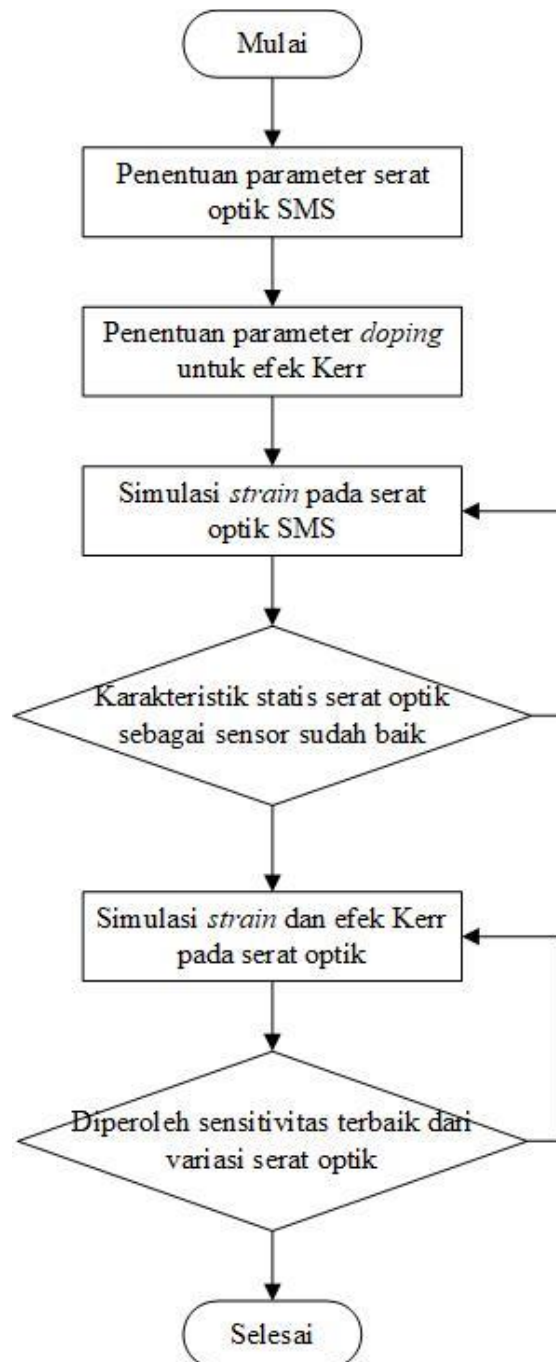 Mulai
Penentuan parameter serat
optik SMS
Penentuan parameter doping
untuk efek Kerr
Simulasi strain pada serat
optik SMS
Karakteristik statis serat optik
sebagai sensor sudah baik
Simulasi strain dan efek Kerr
pada serat optik
Diperoleh sensitivitas terbaik dari
variasi serat optik
Selesai